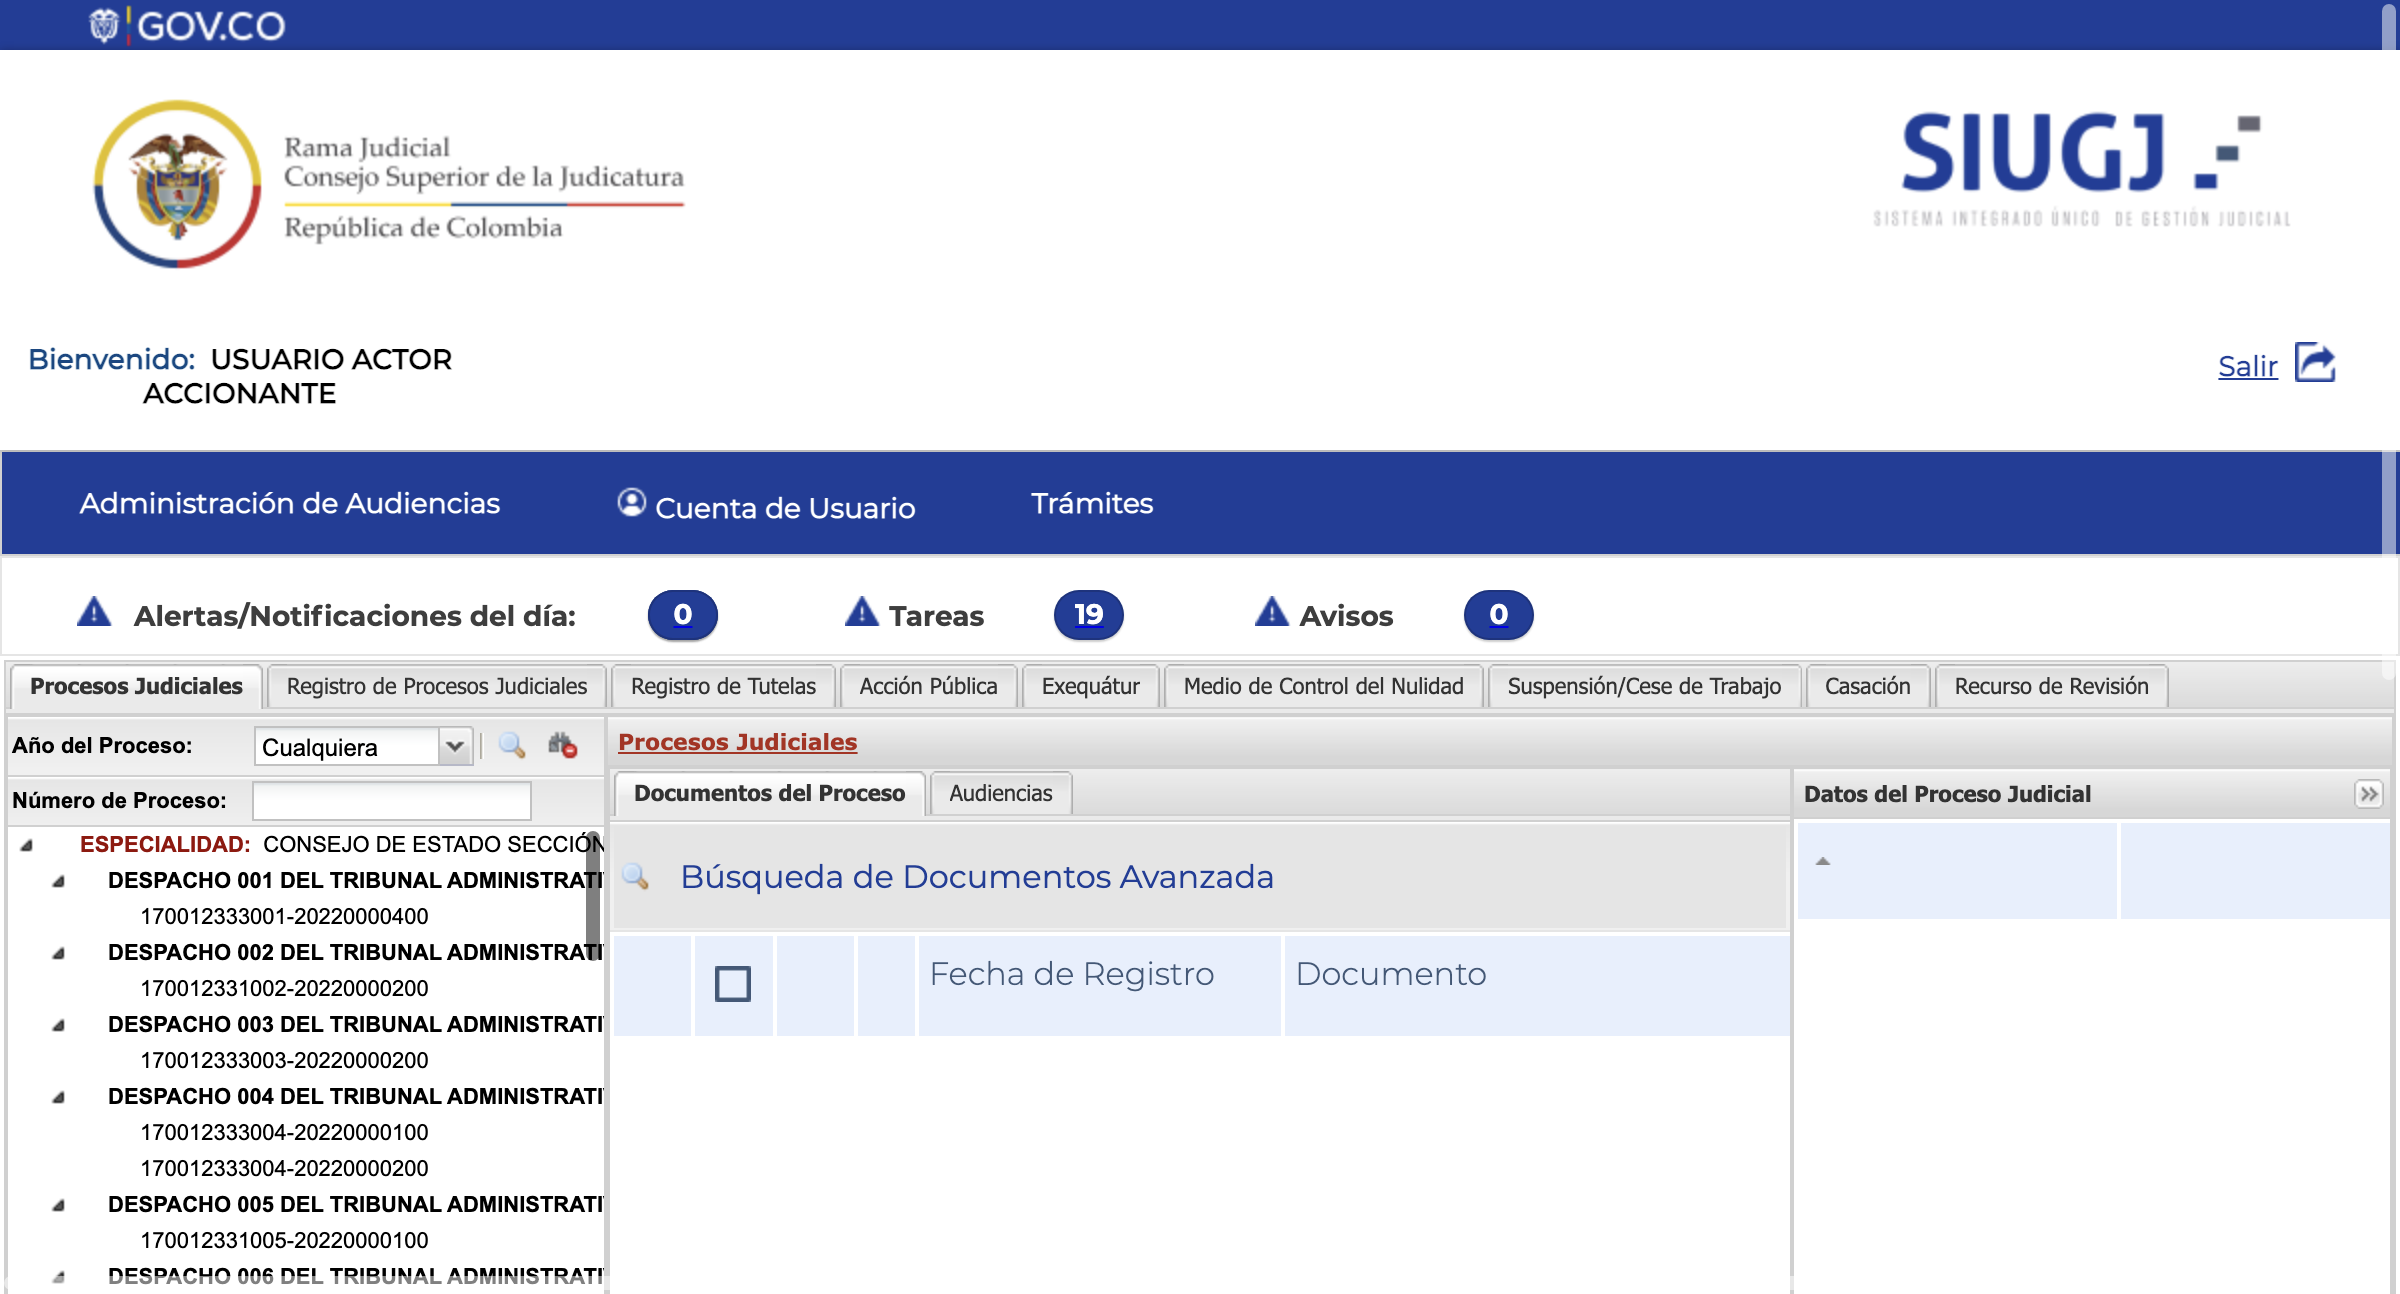 GOV.CO
Rama Judicial
Consejo Superior de la Judicatura
República de Colombia
SIUGJ
SISTEMA INTEGRADO ÚNICO DE GESTIÓN JUDICIAL
Bienvenido: USUARIO ACTOR
ACCIONANTE
Salir
Administración de Audiencias Cuenta de Usuario Trámites
Alertas/Notificaciones del día: 0 Tareas 19 Avisos 0
Procesos Judiciales Registro de Procesos Judiciales Registro de Tutelas Acción Pública Exequátur Medio de Control del Nulidad Suspensión/Cese de Trabajo Casación Recurso de Revisión
Año del Proceso: Cualquiera
Número de Proceso:
ESPECIALIDAD: CONSEJO DE ESTADO SECCIÓN
DESPACHO 001 DEL TRIBUNAL ADMINISTRATI
170012333001-20220000400
DESPACHO 002 DEL TRIBUNAL ADMINISTRATI
170012331002-20220000200
DESPACHO 003 DEL TRIBUNAL ADMINISTRATI
170012333003-20220000200
DESPACHO 004 DEL TRIBUNAL ADMINISTRATI
170012333004-20220000100
170012333004-20220000200
DESPACHO 005 DEL TRIBUNAL ADMINISTRATI
170012331005-20220000100
DESPACHO 006 DEL TRIBUNAL ADMINISTRATI
Procesos Judiciales
Documentos del Proceso Audiencias
Búsqueda de Documentos Avanzada
Fecha de Registro Documento
Datos del Proceso Judicial